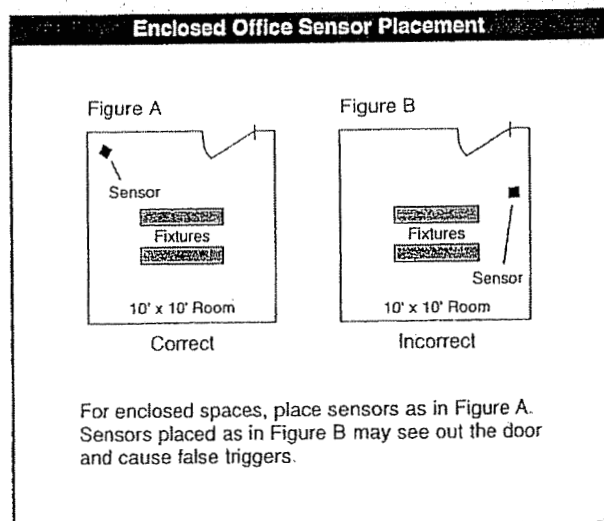 Enclosed Office Sensor Placement
Figure A
Sensor
Fixtures
10' x 10' Room
Correct
Figure B
Fixtures
Sensor
10' x 10' Room
Incorrect
For enclosed spaces, place sensors as in Figure A.
Sensors placed as in Figure B may see out the door
and cause false triggers.